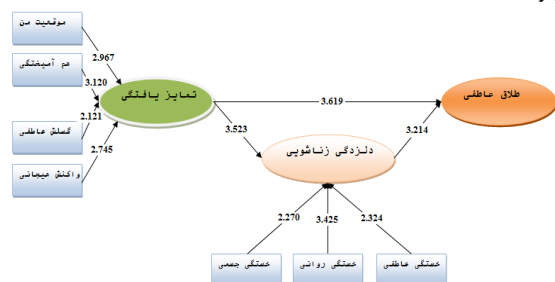 موقعیت من
2.967
هم آمیختگی
3.120
تمایز یافتگی
طلاق عاطفی
3.619
2.121
گسلش عاطفی
3.523
3.214
2.745
دلزدگی زناشویی
واکنش هیجانی
2.270
3.425
2.324
خستگی جسمی
خستگی روانی
خستگی عاطفی